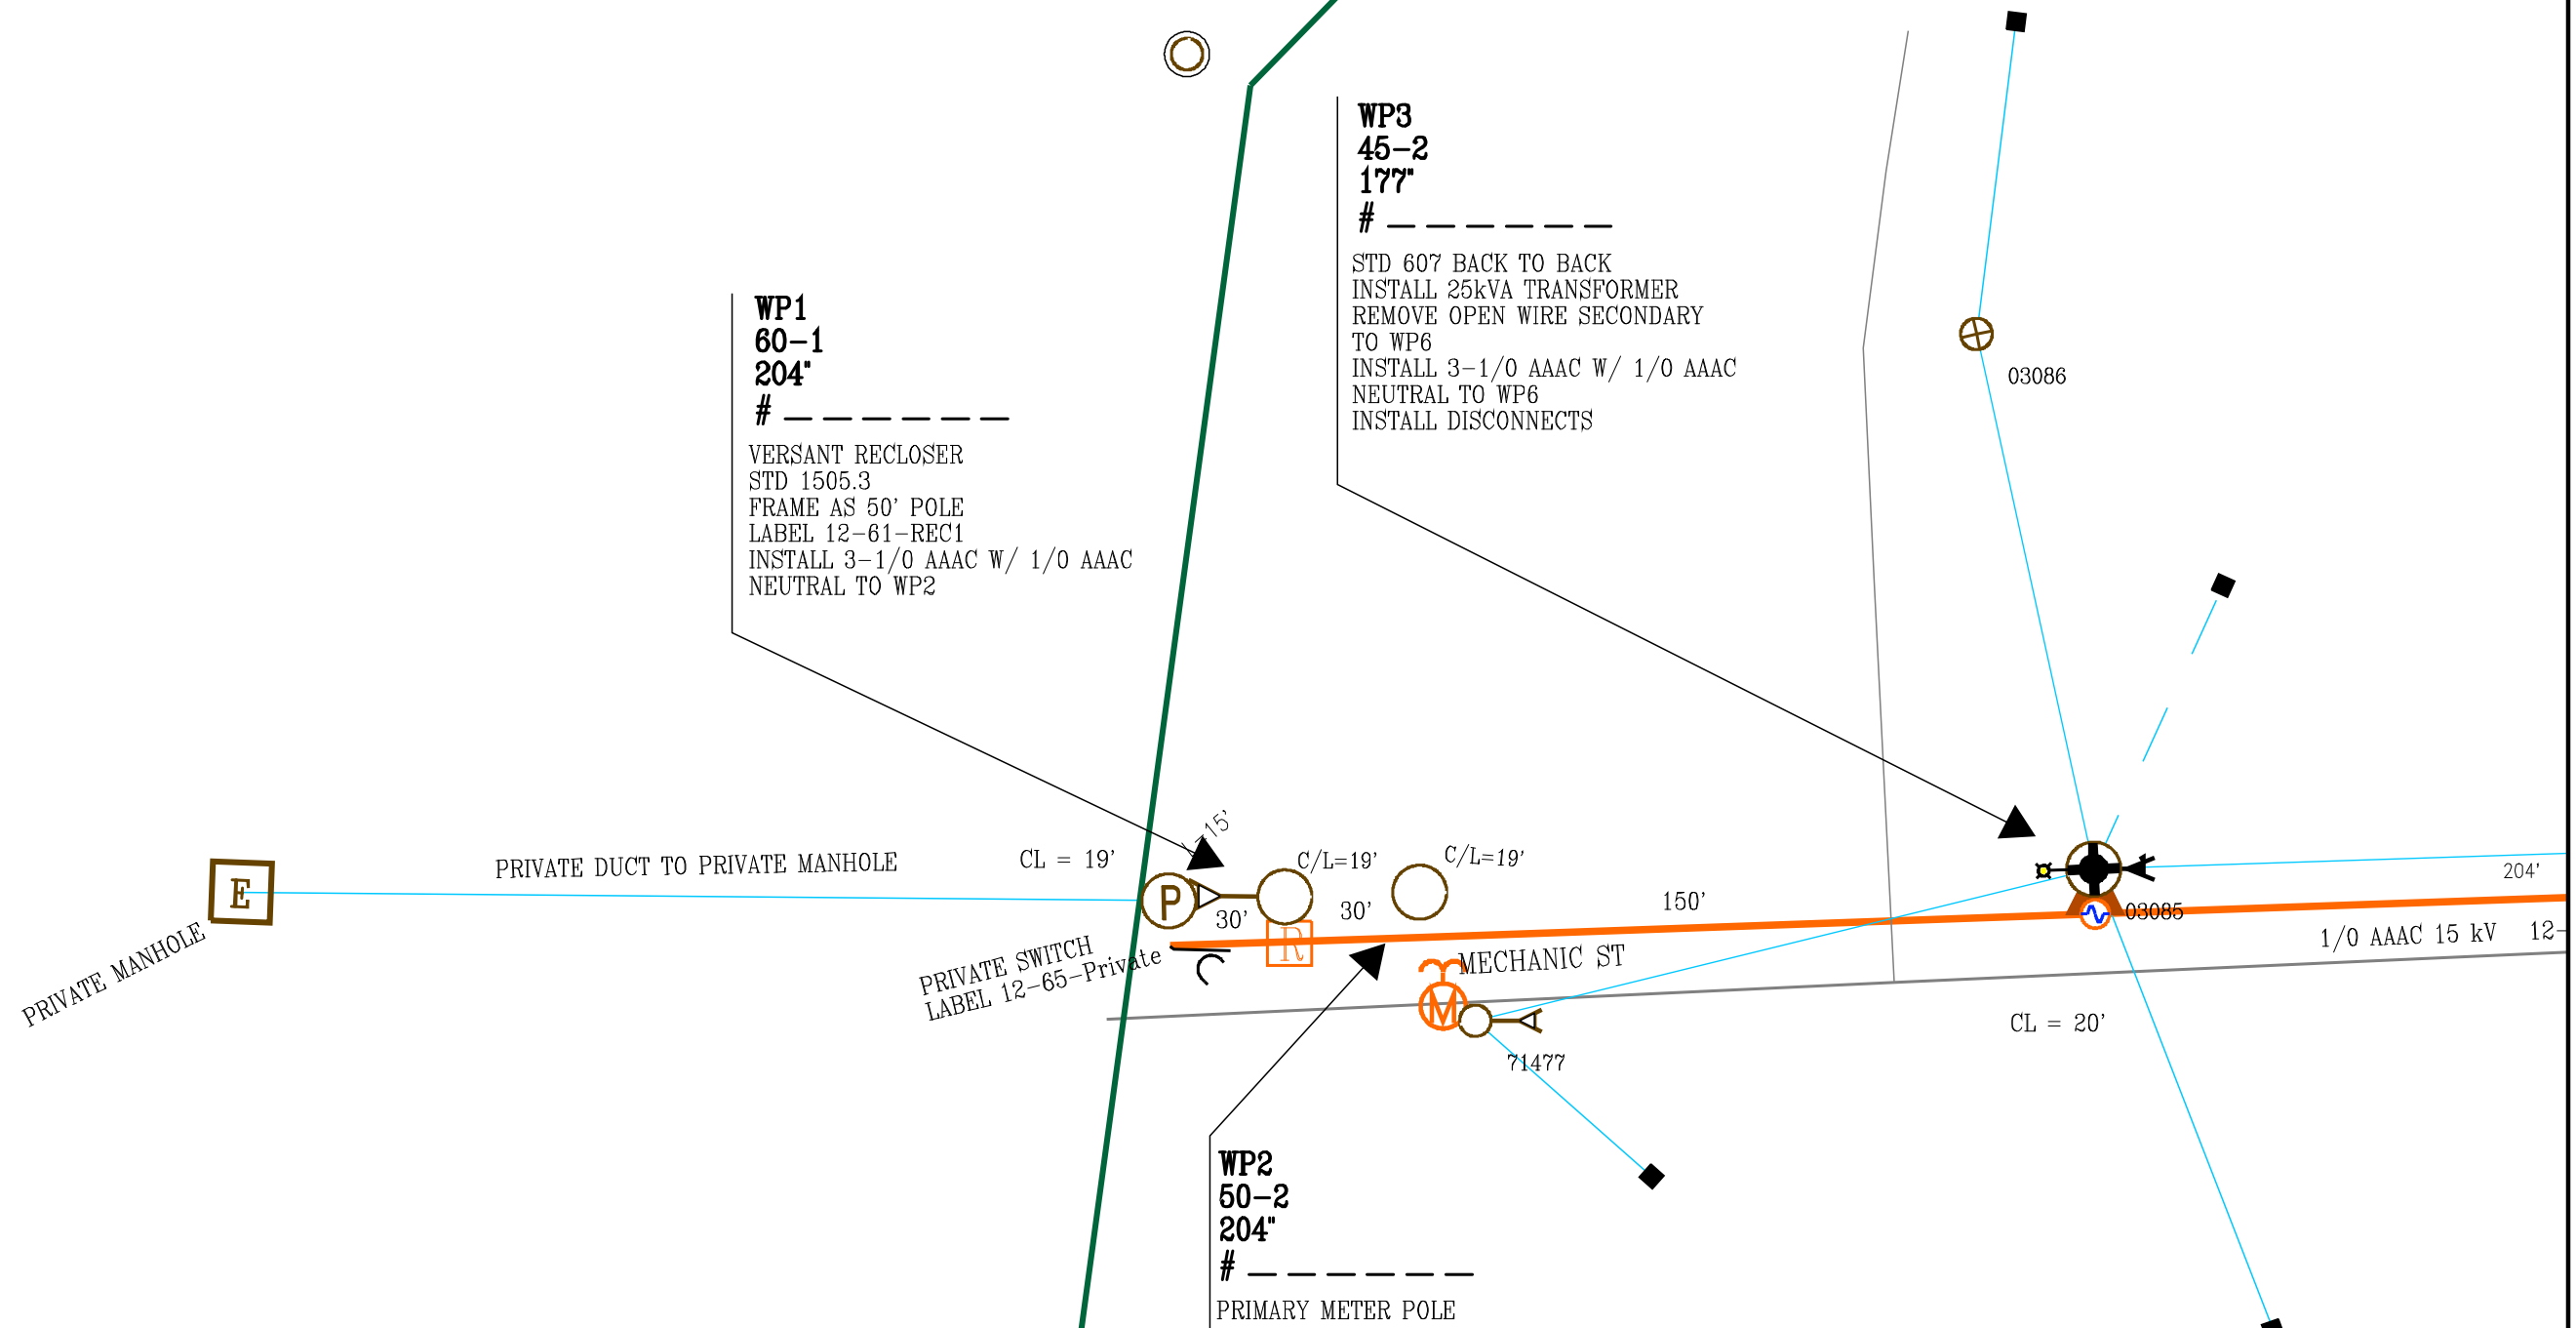 WP3
45-2
177"
# _ _ _ _ _ _
STD 607 BACK TO BACK
INSTALL 25kVA TRANSFORMER
REMOVE OPEN WIRE SECONDARY
TO WP6
INSTALL 3-1/0 AAAC W/ 1/0 AAAC
NEUTRAL TO WP6
INSTALL DISCONNECTS
WP1
60-1
204"
# _ _ _ _ _ _
VERSANT RECLOSER
STD 1505.3
FRAME AS 50' POLE
LABEL 12-61-REC1
INSTALL 3-1/0 AAAC W/ 1/0 AAAC
NEUTRAL TO WP2
03086
15'
PRIVATE DUCT TO PRIVATE MANHOLE
CL = 19'
C/L=19'
C/L=19'
E
P
30'
30'
150'
204'
03085
R
PRIVATE MANHOLE
PRIVATE SWITCH
LABEL 12-65-Private
MECHANIC ST
1/0 AAAC 15 kV
12-
M
71477
CL = 20'
WP2
50-2
204"
# _ _ _ _ _ _
PRIMARY METER POLE